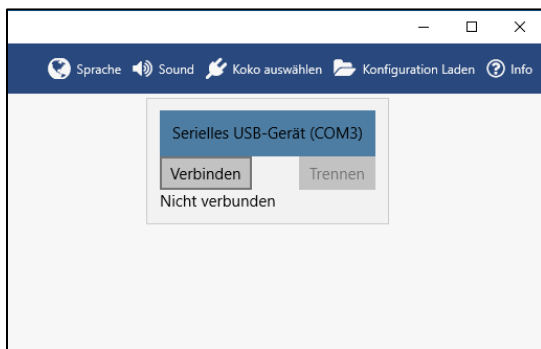 Sprache Sound Koko auswählen Konfiguration Laden Info
Serielles USB-Gerät (COM3)
Verbinden Trennen
Nicht verbunden